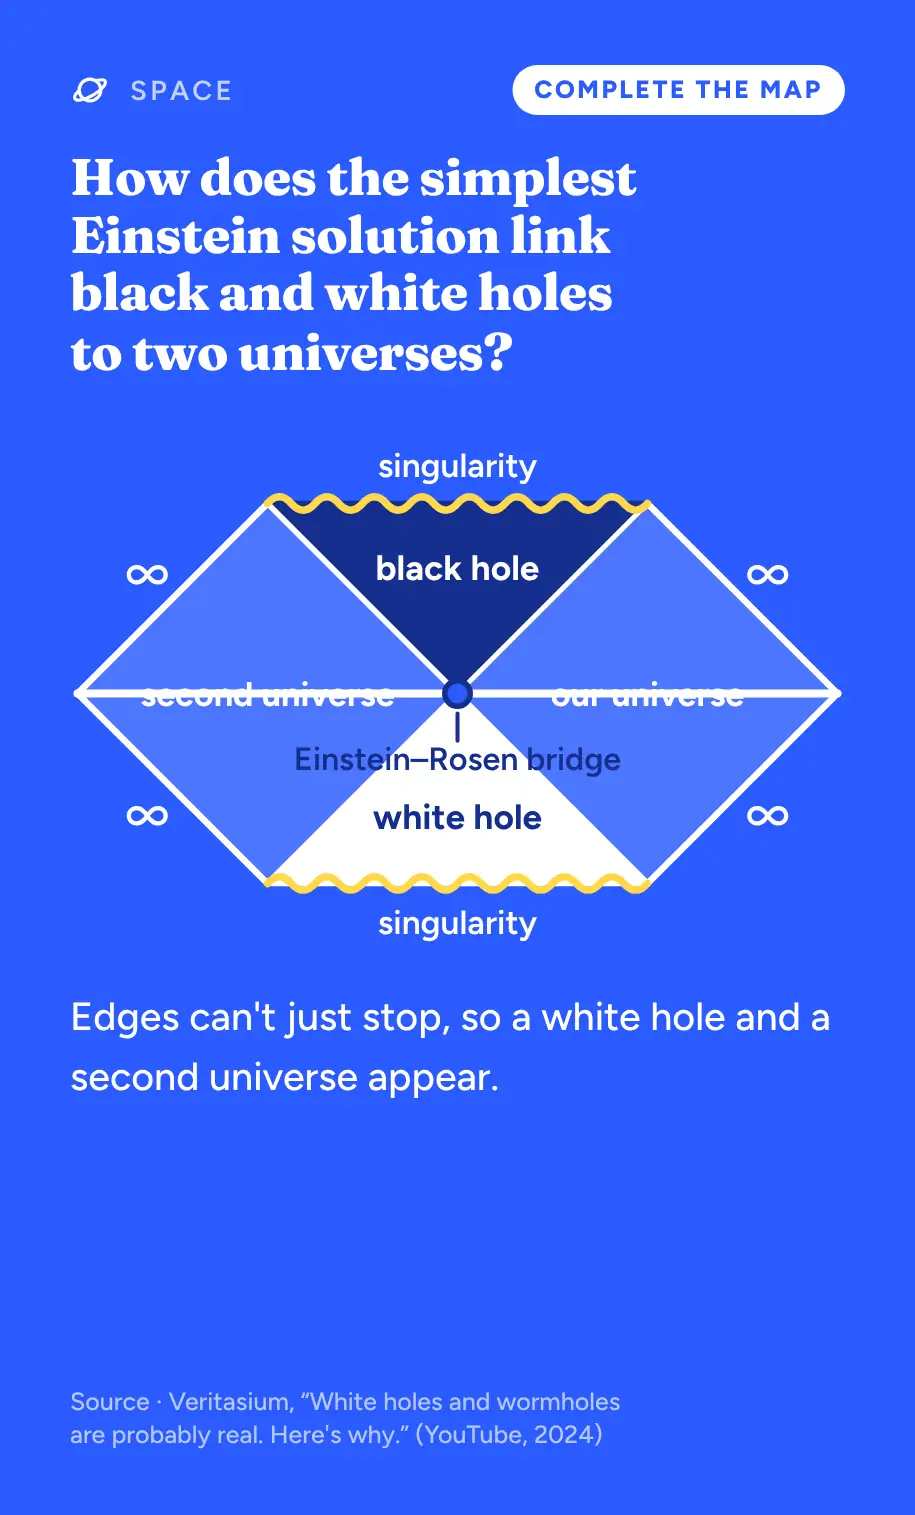 SPACE
COMPLETE THE MAP
How does the simplest
Einstein solution link
black and white holes
to two universes?
singularity
black hole
∞
∞
second universe
our universe
Einstein–Rosen bridge
∞
∞
white hole
singularity
Edges can't just stop, so a white hole and a
second universe appear.
Source · Veritasium, “White holes and wormholes
are probably real. Here's why.” (YouTube, 2024)